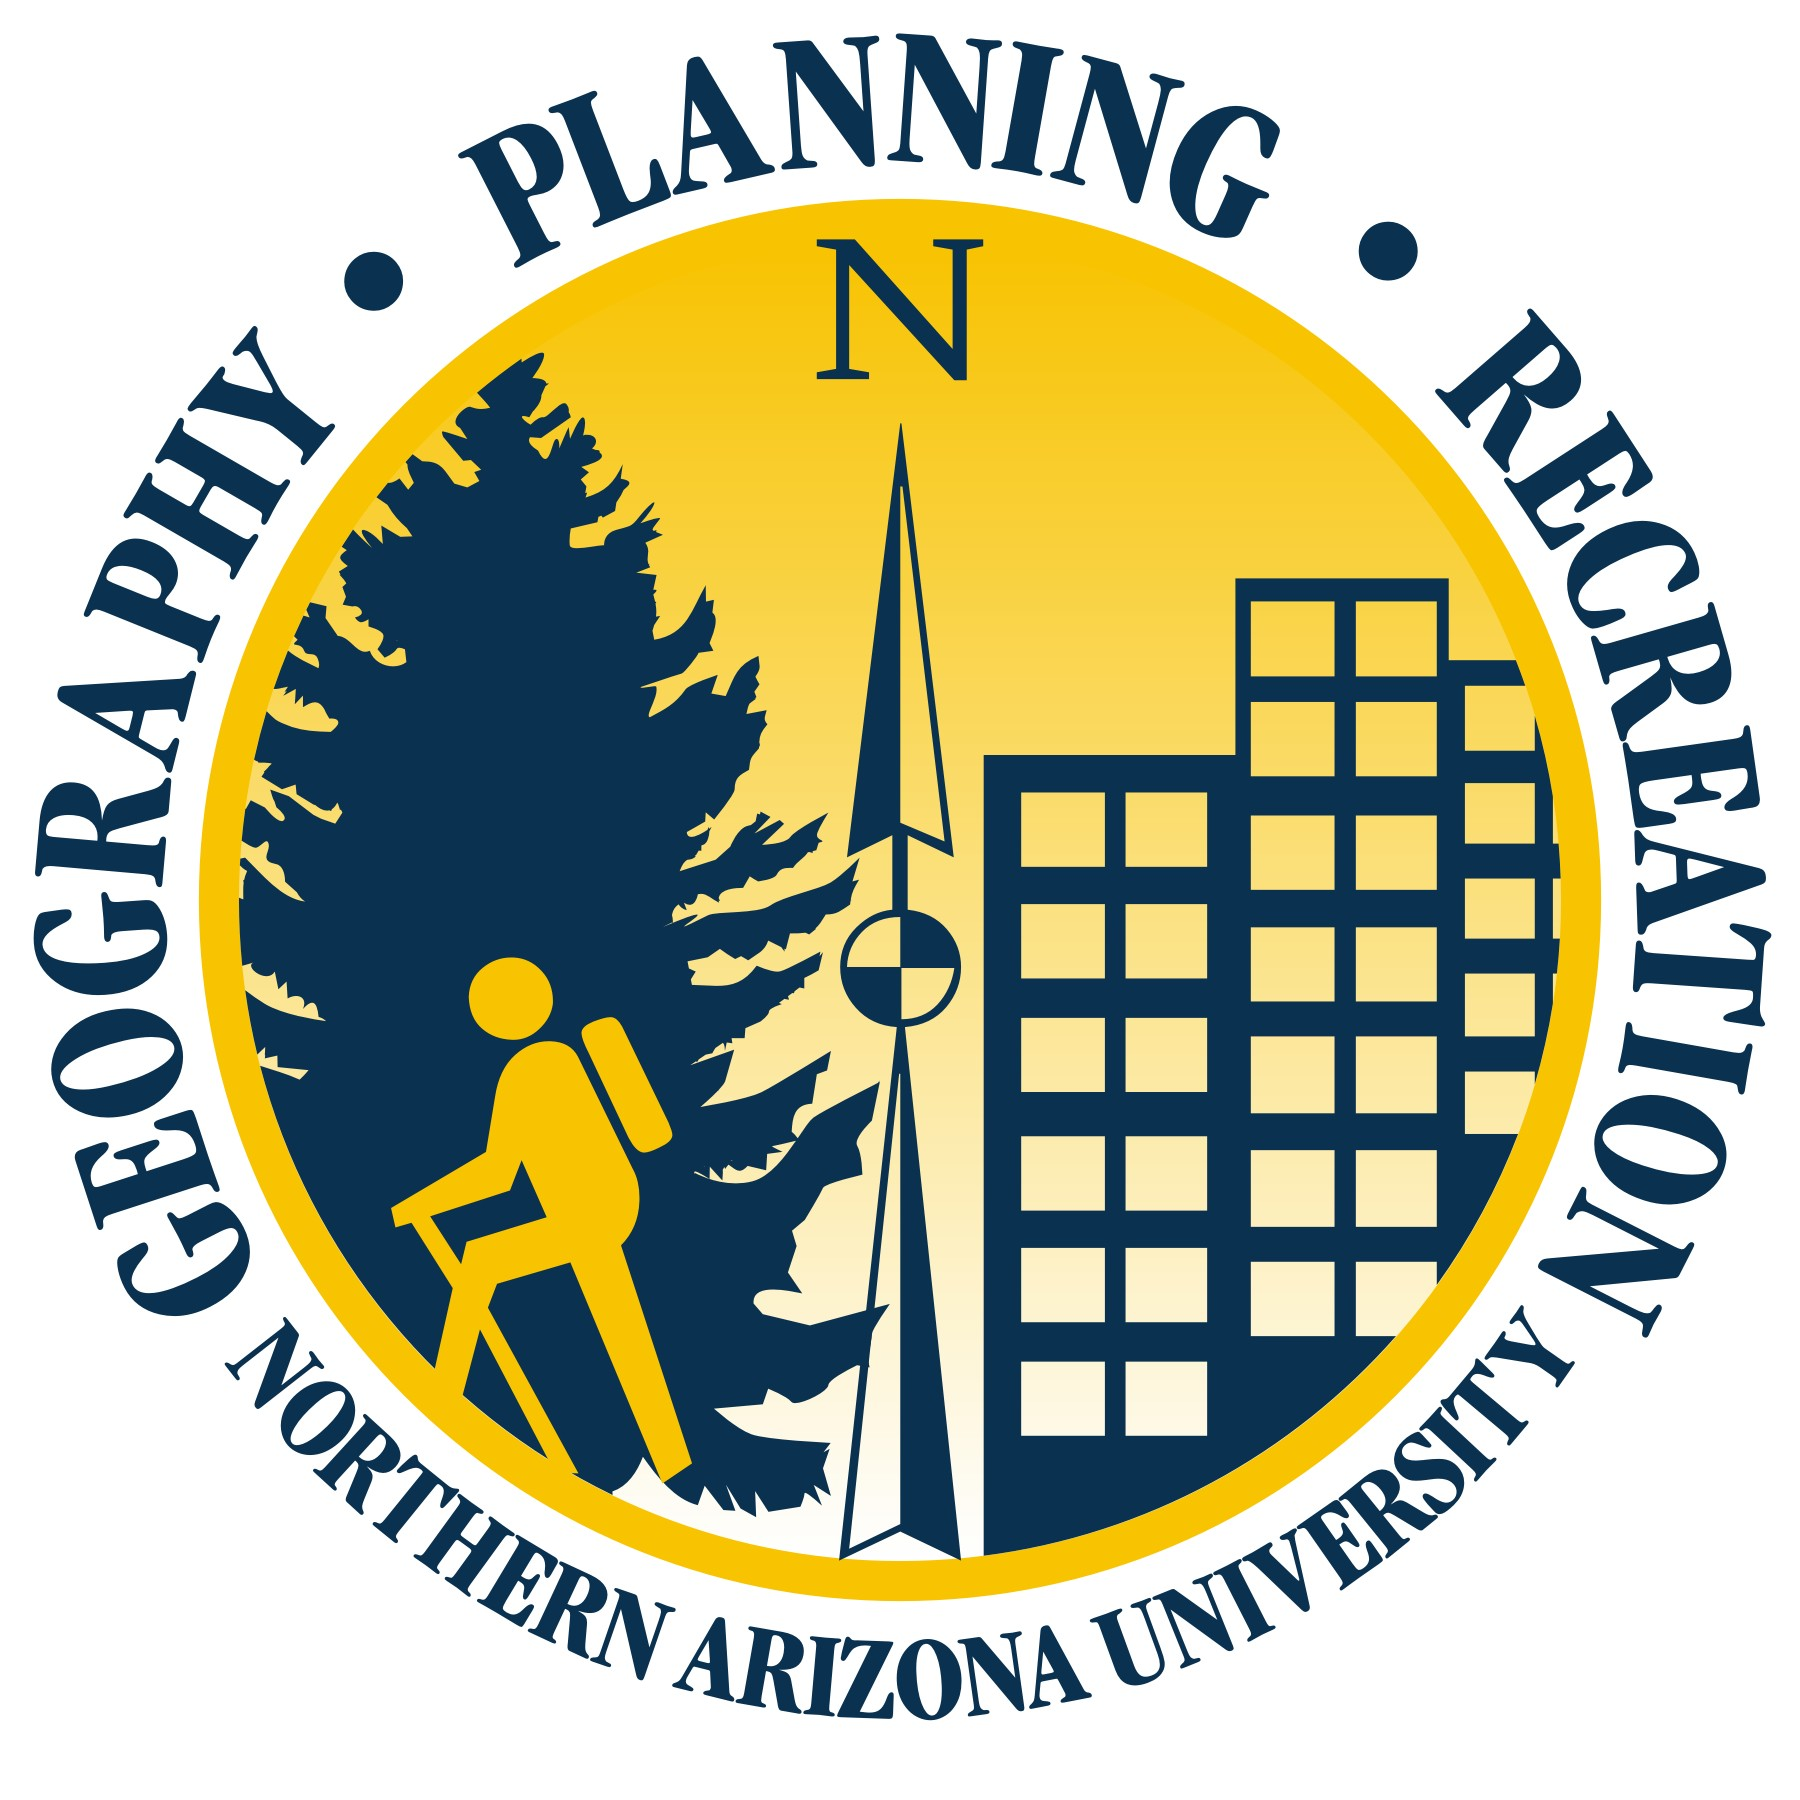 GEOGRAPHY • PLANNING • RECREATION
N
NORTHERN ARIZONA UNIVERSITY